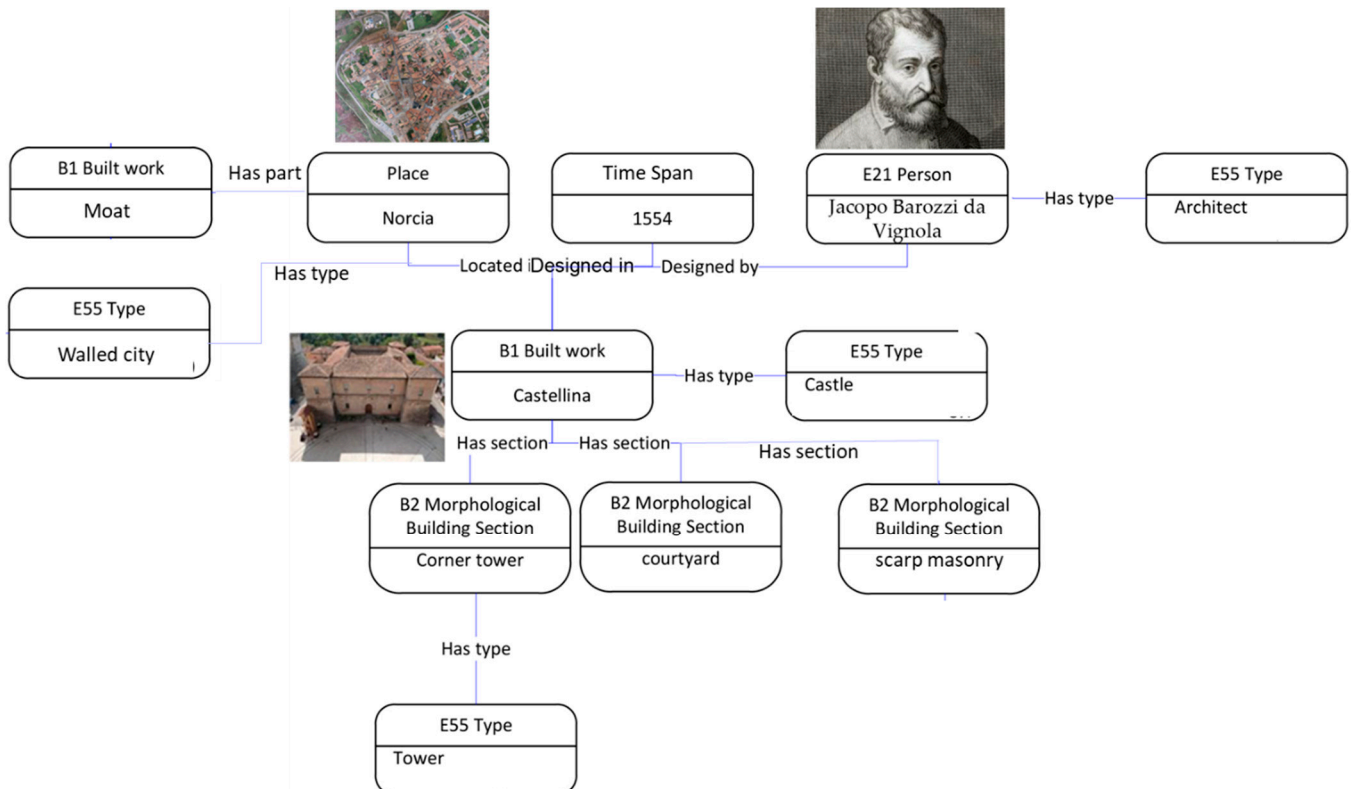 B1 Built work
Moat
Has part
Place
Norcia
Time Span
1554
E21 Person
Jacopo Barozzi da
Vignola
Has type
E55 Type
Architect
Has type
Located i
Designed in
Designed by
E55 Type
Walled city
B1 Built work
Castellina
Has type
E55 Type
Castle
Has section
Has section
Has section
B2 Morphological
Building Section
Corner tower
B2 Morphological
Building Section
courtyard
B2 Morphological
Building Section
scarp masonry
Has type
E55 Type
Tower